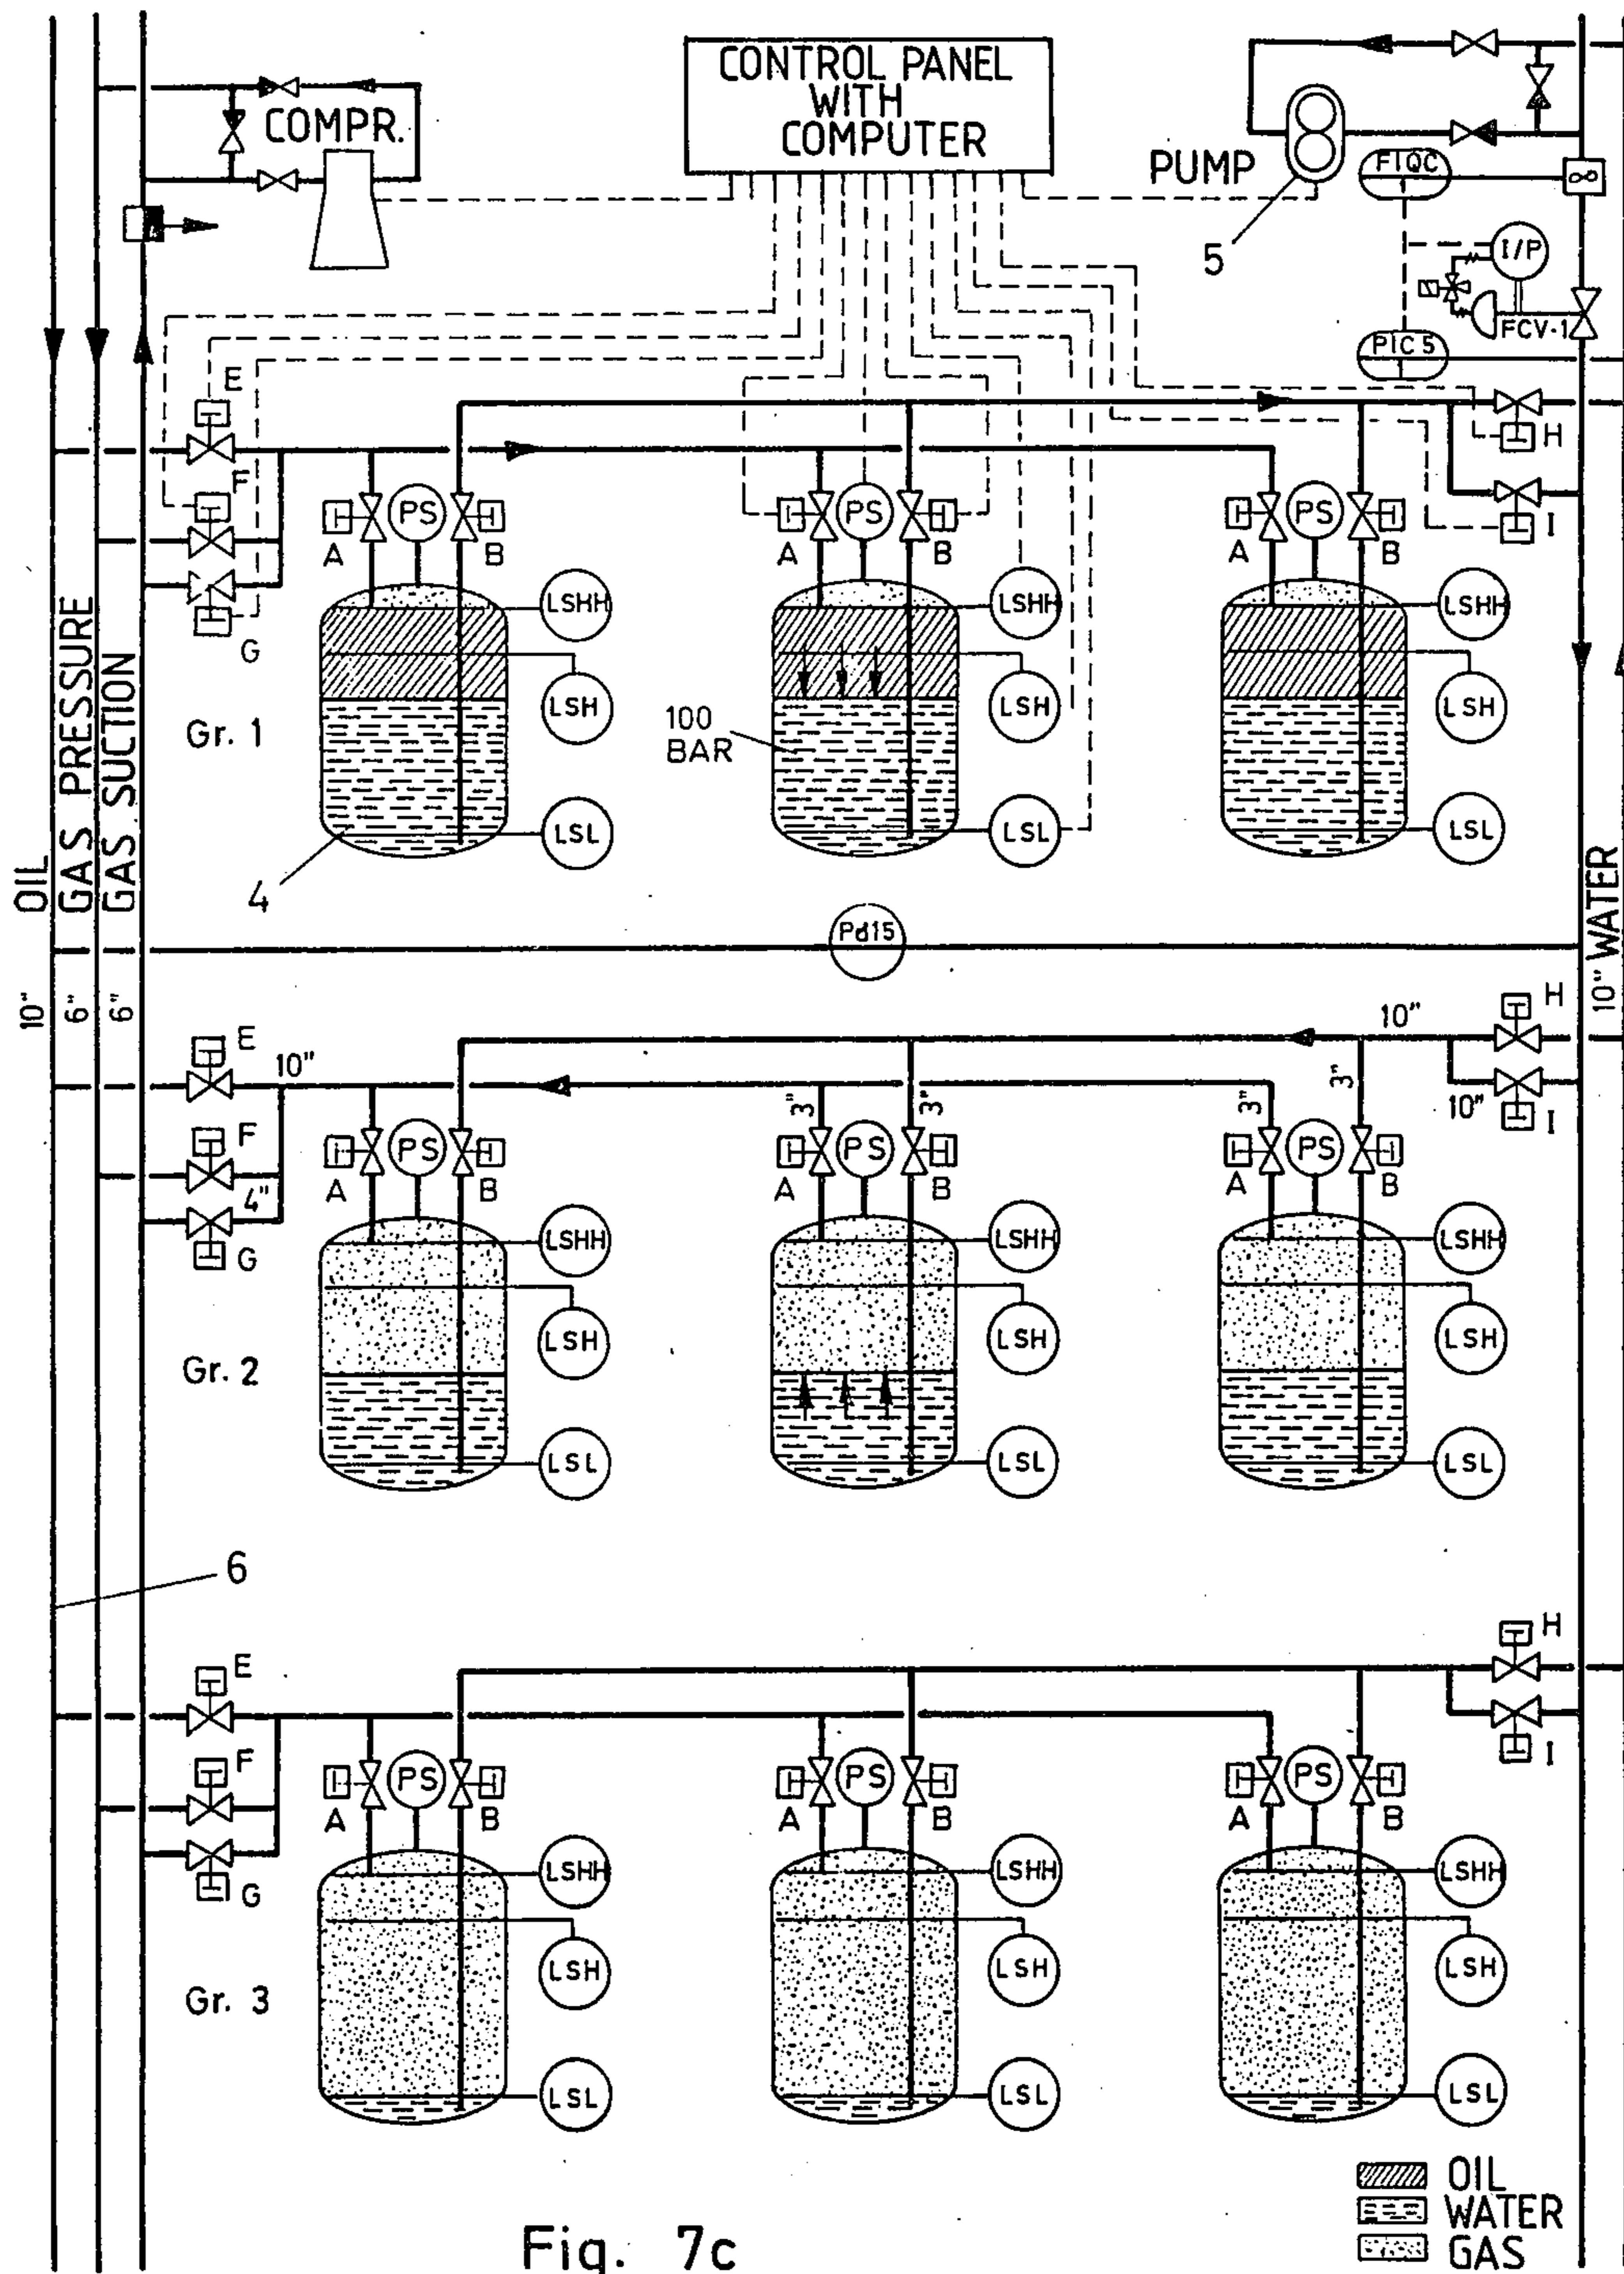 CONTROL PANEL
WITH
COMPUTER
COMPR.
PUMP
FIQC
∞
5
I/P
FCV-1
PIC 5
OIL
GAS PRESSURE
GAS SUCTION
10" WATER
10"
6"
6"
E
F
G
H
I
A
PS
B
A
PS
B
A
PS
B
LSHH
LSHH
LSHH
LSH
LSH
LSH
Gr. 1
100
BAR
LSL
LSL
LSL
4
Pd15
E
10"
F
4"
G
10"
H
3"
10"
I
3"
3"
3"
A
PS
B
A
PS
B
A
PS
B
LSHH
LSHH
LSHH
LSH
LSH
LSH
Gr. 2
LSL
LSL
LSL
6
E
F
G
H
I
A
PS
B
A
PS
B
A
PS
B
LSHH
LSHH
LSHH
LSH
LSH
LSH
Gr. 3
LSL
LSL
LSL
OIL
WATER
GAS
Fig. 7c